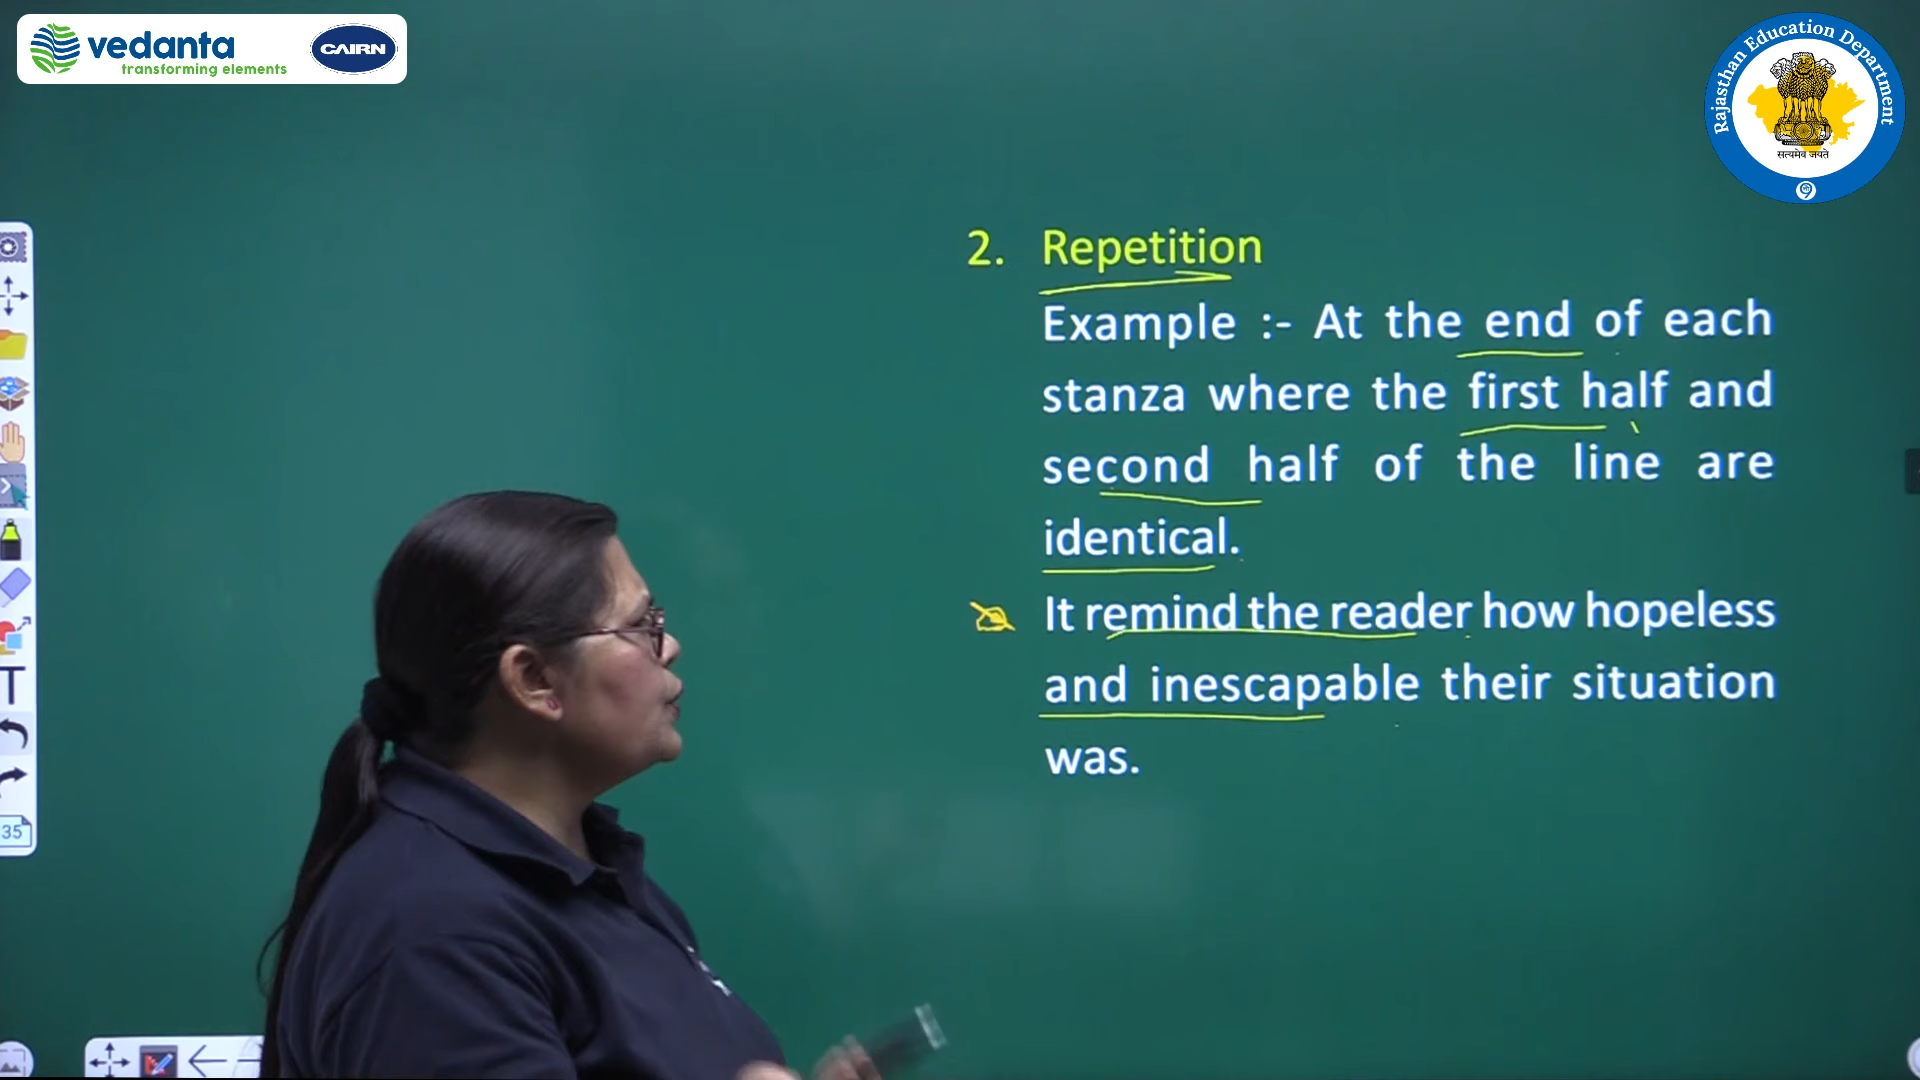 vedanta
transforming elements
CAIRN
Rajasthan Education Department
सत्यमेव जयते
2. Repetition
Example :- At the end of each
stanza where the first half and
second half of the line are
identical.
It remind the reader how hopeless
and inescapable their situation
was.
T
35